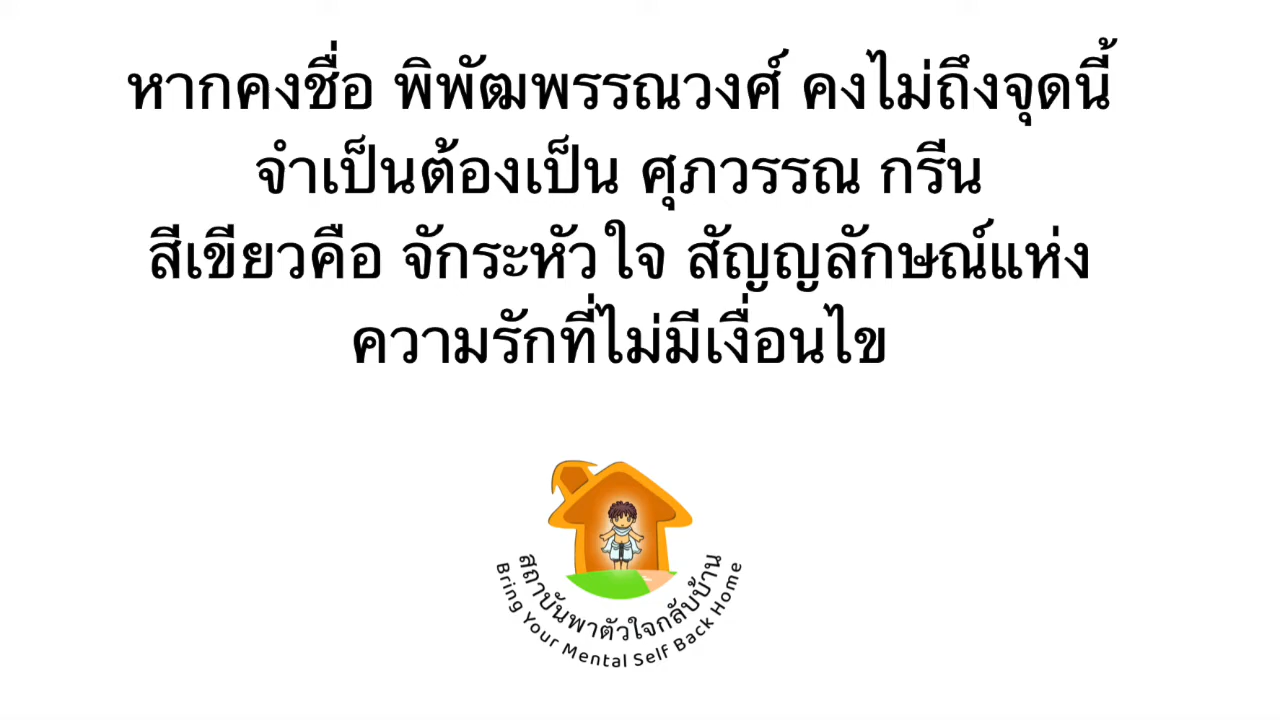 หากคงชื่อ พิพัฒพรรณวงศ์ คงไม่ถึงจุดนี้
จำเป็นต้องเป็น ศุภวรรณ กรีน
สีเขียวคือ จักระหัวใจ สัญญลักษณ์แห่ง
ความรักที่ไม่มีเงื่อนไข
สถาบันพาตัวใจกลับบ้าน
Bring Your Mental Self Back Home